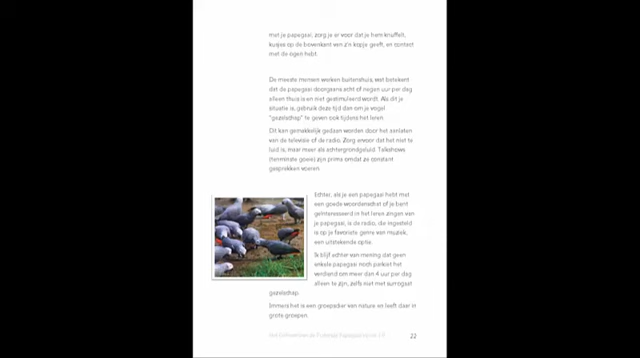 met je papegaai, zorg je er voor dat je hem knuffelt,
kusjes op de bovenkant van z'n kopje geeft, en contact
met de ogen hebt.
De meeste mensen werken buitenshuis, wat betekent
dat de papegaai doorgaans acht of negen uur per dag
alleen thuis is en niet gestimuleerd wordt. Als dit je
situatie is, gebruik deze tijd dan om je vogel
"gezelschap" te geven ook tijdens het leren.
Dit kan gemakkelijk gedaan worden door het aanlaten
van de televisie of de radio. Zorg ervoor dat het niet te
luid is, maar meer als achtergrondgeluid. Talkshows
(tenminste goeie) zijn prima omdat ze constant
gesprekken voeren.
Echter, als je een papegaai hebt met
een goede woordenschat of je bent
geïnteresseerd in het leren zingen van
je papegaai, is de radio, die ingesteld
is op je favoriete genre van muziek,
een uitstekende optie.
Ik blijf echter van mening dat geen
enkele papegaai noch parkiet het
verdiend om meer dan 4 uur per dag
alleen te zijn, zelfs niet met surrogaat
gezelschap.
Immers het is een groepsdier van nature en leeft daar in
grote groepen.
22